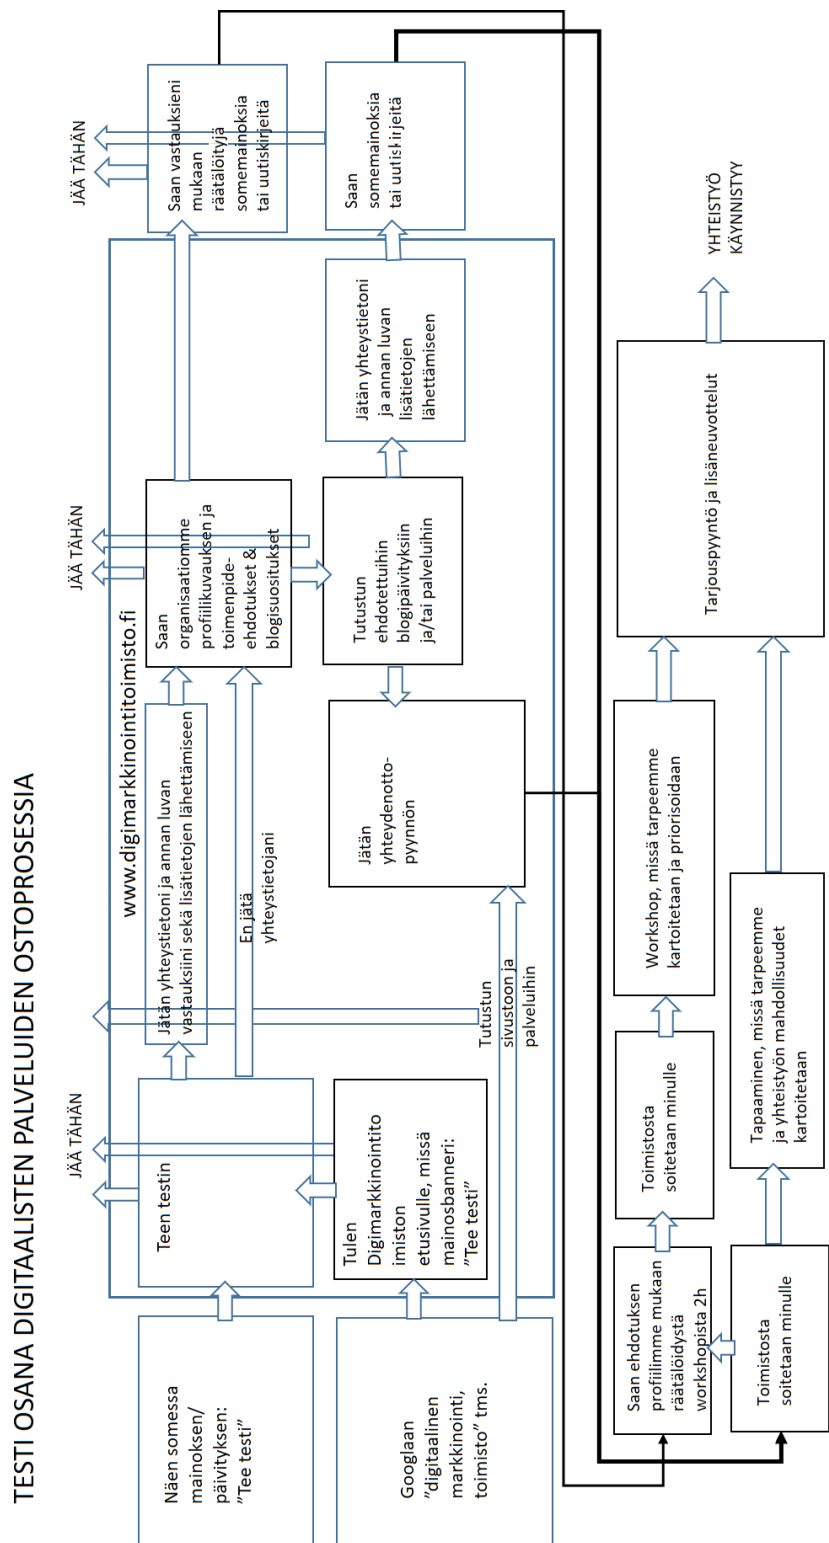 TESTI OSANA DIGITAALISTEN PALVELUIDEN OSTOPROSESSIA
JÄÄ TÄHÄN
JÄÄ TÄHÄN
JÄÄ TÄHÄN
www.digimarkkinointitoimisto.fi
Näen somessa
mainoksen/
päivityksen:
”Tee testi”
Teen testin
Jätän yhteystietoni ja annan luvan
vastauksiini sekä lisätietojen lähettämiseen
En jätä
yhteystietojani
Saan
organisaatiomme
profiilikuvauksen ja
toimenpide-
ehdotukset &
blogisuositukset
Saan vastauksieni
mukaan
räätälöityjä
somemainoksia
tai uutiskirjeitä
Googlaan
”digitaalinen
markkinointi,
toimisto” tms.
Tulen
Digimarkkinointito
imiston
etusivulle, missä
mainosbanneri:
”Tee testi”
Tutustun
sivustoon ja
palveluihin
Jätän
yhteydenotto-
pyynnön
Tutustun
ehdotettuihin
blogipäivityksiin
ja/tai palveluihin
Jätän yhteystietoni
ja annan luvan
lisätietojen
lähettämiseen
Saan
somemainoksia
tai uutiskirjeitä
Saan ehdotuksen
profiilimme mukaan
räätälöidystä
workshopista 2h
Toimistosta
soitetaan minulle
Workshop, missä tarpeemme
kartoitetaan ja priorisoidaan
Toimistosta
soitetaan minulle
Tapaaminen, missä tarpeemme
ja yhteistyön mahdollisuudet
kartoitetaan
Tarjouspyyntö ja lisäneuvottelut
YHTEISTYÖ
KÄYNNISTYY